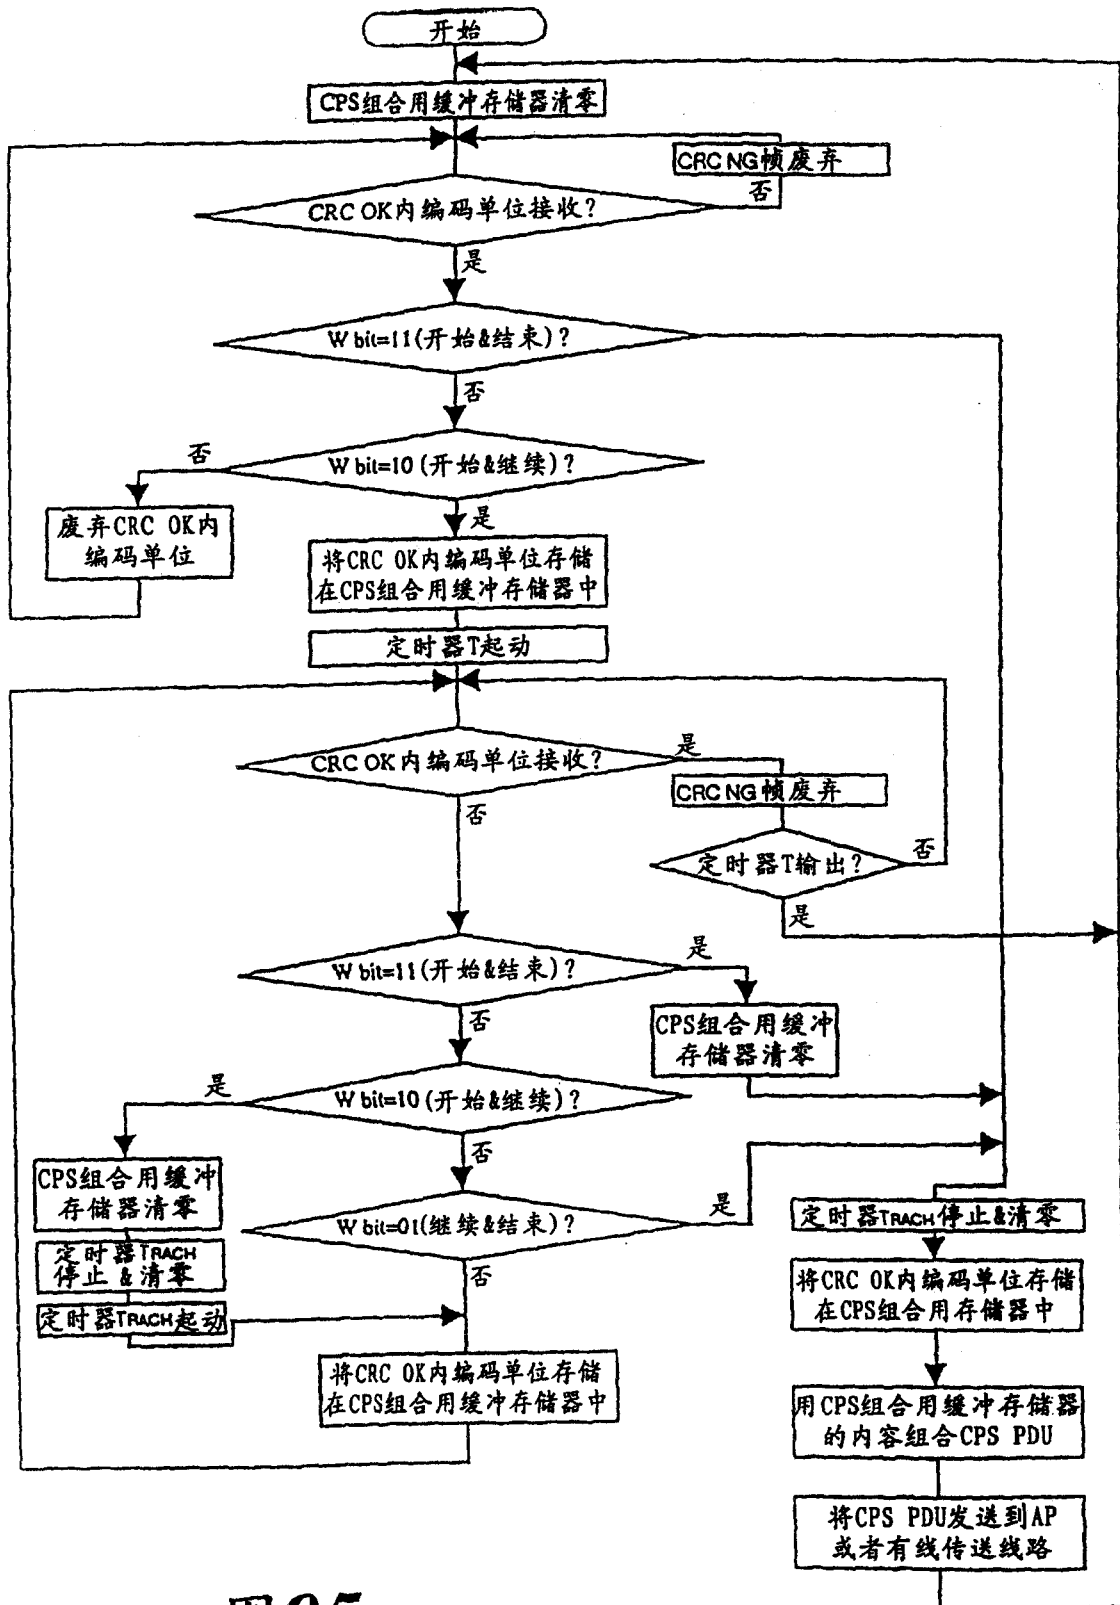 开始
CPS组合用缓冲存储器清零
CRC NG帧废弃
否
CRC OK内编码单位接收?
是
W bit=11(开始&结束)?
否
W bit=10(开始&继续)?
否
是
废弃CRC OK内
编码单位
将CRC OK内编码单位存储
在CPS组合用缓冲存储器中
定时器T起动
CRC OK内编码单位接收?
是
CRC NG帧废弃
否
定时器T输出?
否
是
W bit=11(开始&结束)?
是
CPS组合用缓冲
存储器清零
否
W bit=10(开始&继续)?
是
CPS组合用缓冲
存储器清零
定时器TRACH
停止&清零
定时器TRACH起动
否
W bit=01(继续&结束)?
是
否
将CRC OK内编码单位存储
在CPS组合用缓冲存储器中
定时器TRACH停止&清零
将CRC OK内编码单位存储
在CPS组合用存储器中
用CPS组合用缓冲存储器
的内容组合CPS PDU
将CPS PDU发送到AP
或者有线传送线路